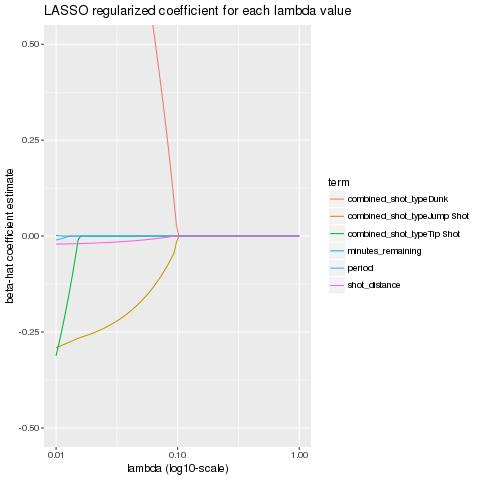 LASSO regularized coefficient for each lambda value
0.50
0.25
0.00
-0.25
-0.50
beta-hat coefficient estimate
0.01 0.10 1.00
lambda (log10-scale)
term
combined_shot_typeDunk
combined_shot_typeJump Shot
combined_shot_typeTip Shot
minutes_remaining
period
shot_distance